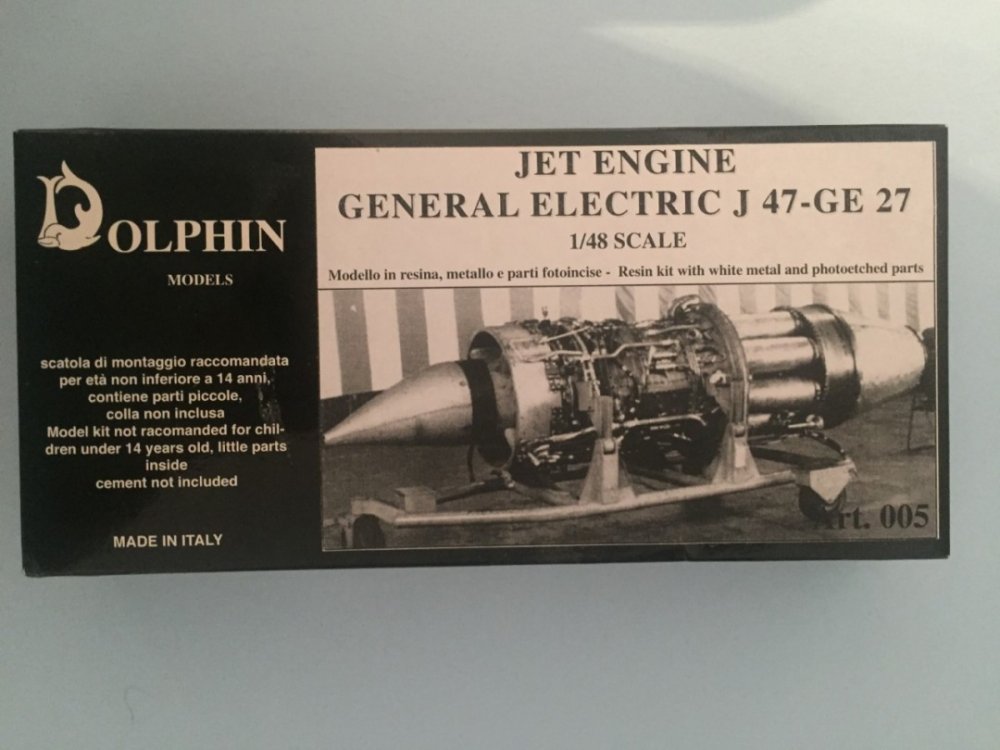 DOLPHIN
MODELS
scatola di montaggio raccomandata
per età non inferiore a 14 anni,
contiene parti piccole,
colla non inclusa
Model kit not racomanded for chil-
dren under 14 years old, little parts
inside
cement not included
MADE IN ITALY
JET ENGINE
GENERAL ELECTRIC J 47-GE 27
1/48 SCALE
Modello in resina, metallo e parti fotoincise - Resin kit with white metal and photoetched parts
Art. 005